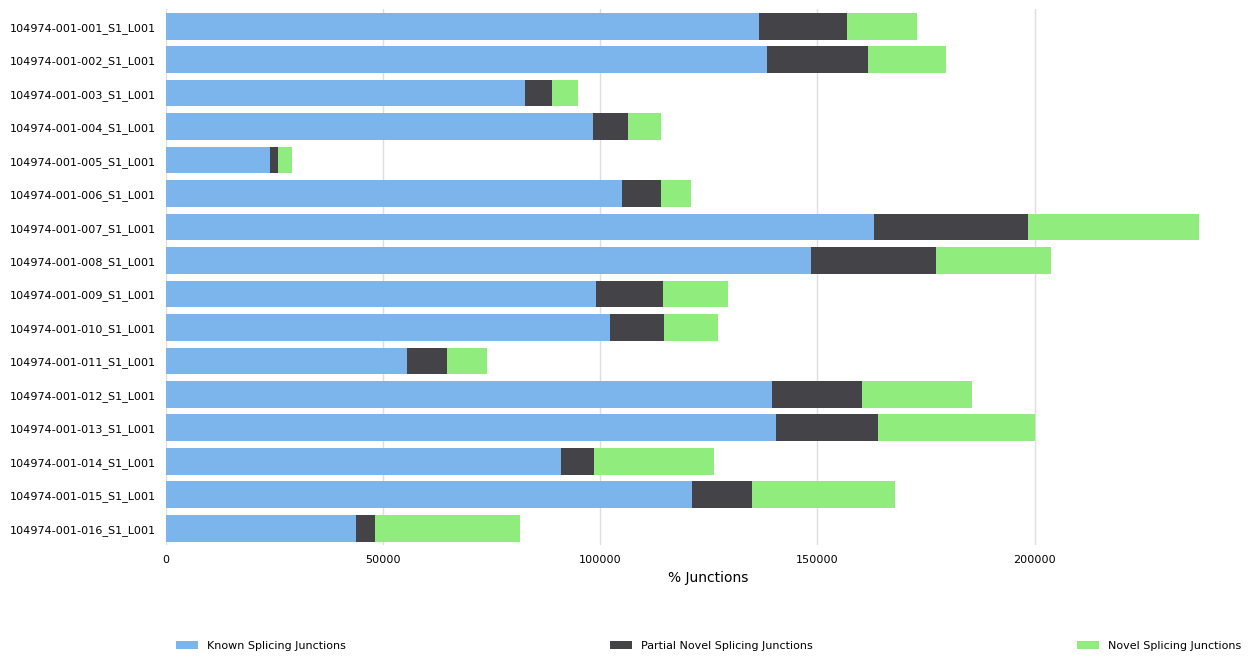 104974-001-001_S1_L001
104974-001-002_S1_L001
104974-001-003_S1_L001
104974-001-004_S1_L001
104974-001-005_S1_L001
104974-001-006_S1_L001
104974-001-007_S1_L001
104974-001-008_S1_L001
104974-001-009_S1_L001
104974-001-010_S1_L001
104974-001-011_S1_L001
104974-001-012_S1_L001
104974-001-013_S1_L001
104974-001-014_S1_L001
104974-001-015_S1_L001
104974-001-016_S1_L001
0 50000 100000 150000 200000
% Junctions
Known Splicing Junctions Partial Novel Splicing Junctions Novel Splicing Junctions